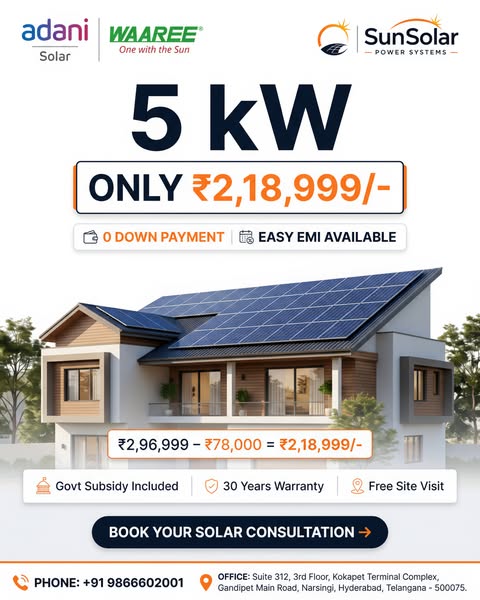 adani
Solar
WAAREE®
One with the Sun
SunSolar
POWER SYSTEMS
5 kW
ONLY ₹2,18,999/-
0 DOWN PAYMENT
EASY EMI AVAILABLE
₹2,96,999 – ₹78,000 = ₹2,18,999/-
Govt Subsidy Included
30 Years Warranty
Free Site Visit
BOOK YOUR SOLAR CONSULTATION →
PHONE: +91 9866602001
OFFICE: Suite 312, 3rd Floor, Kokapet Terminal Complex,
Gandipet Main Road, Narsingi, Hyderabad, Telangana - 500075.